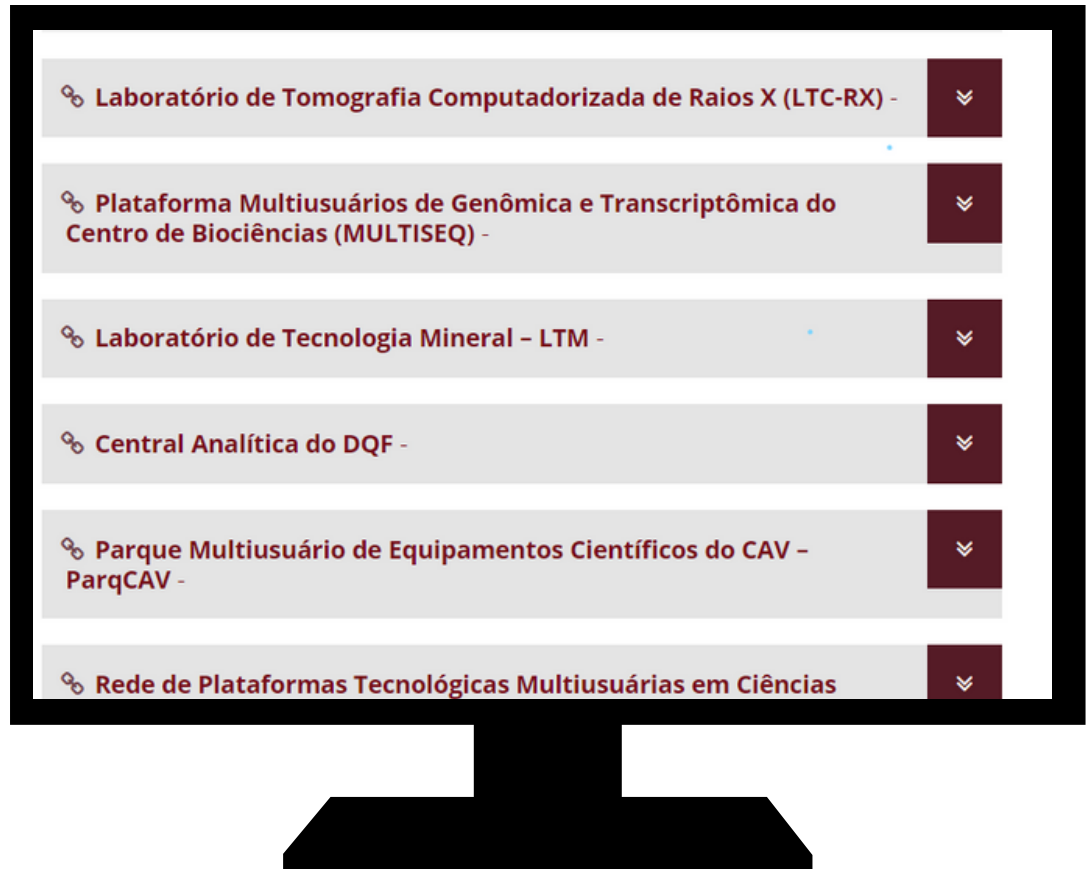 Laboratório de Tomografia Computadorizada de Raios X (LTC-RX) -
Plataforma Multiusuários de Genômica e Transcriptômica do
Centro de Biociências (MULTISEQ) -
Laboratório de Tecnologia Mineral – LTM -
Central Analítica do DQF -
Parque Multiusuário de Equipamentos Científicos do CAV –
ParqCAV -
Rede de Plataformas Tecnológicas Multiusuárias em Ciências